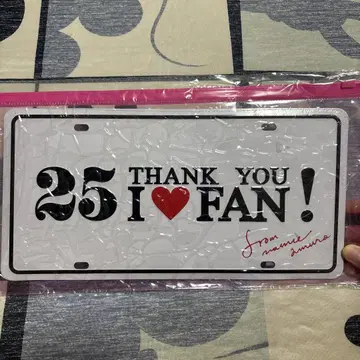 25 THANK YOU
I ❤ FAN !
from
namie
amuro